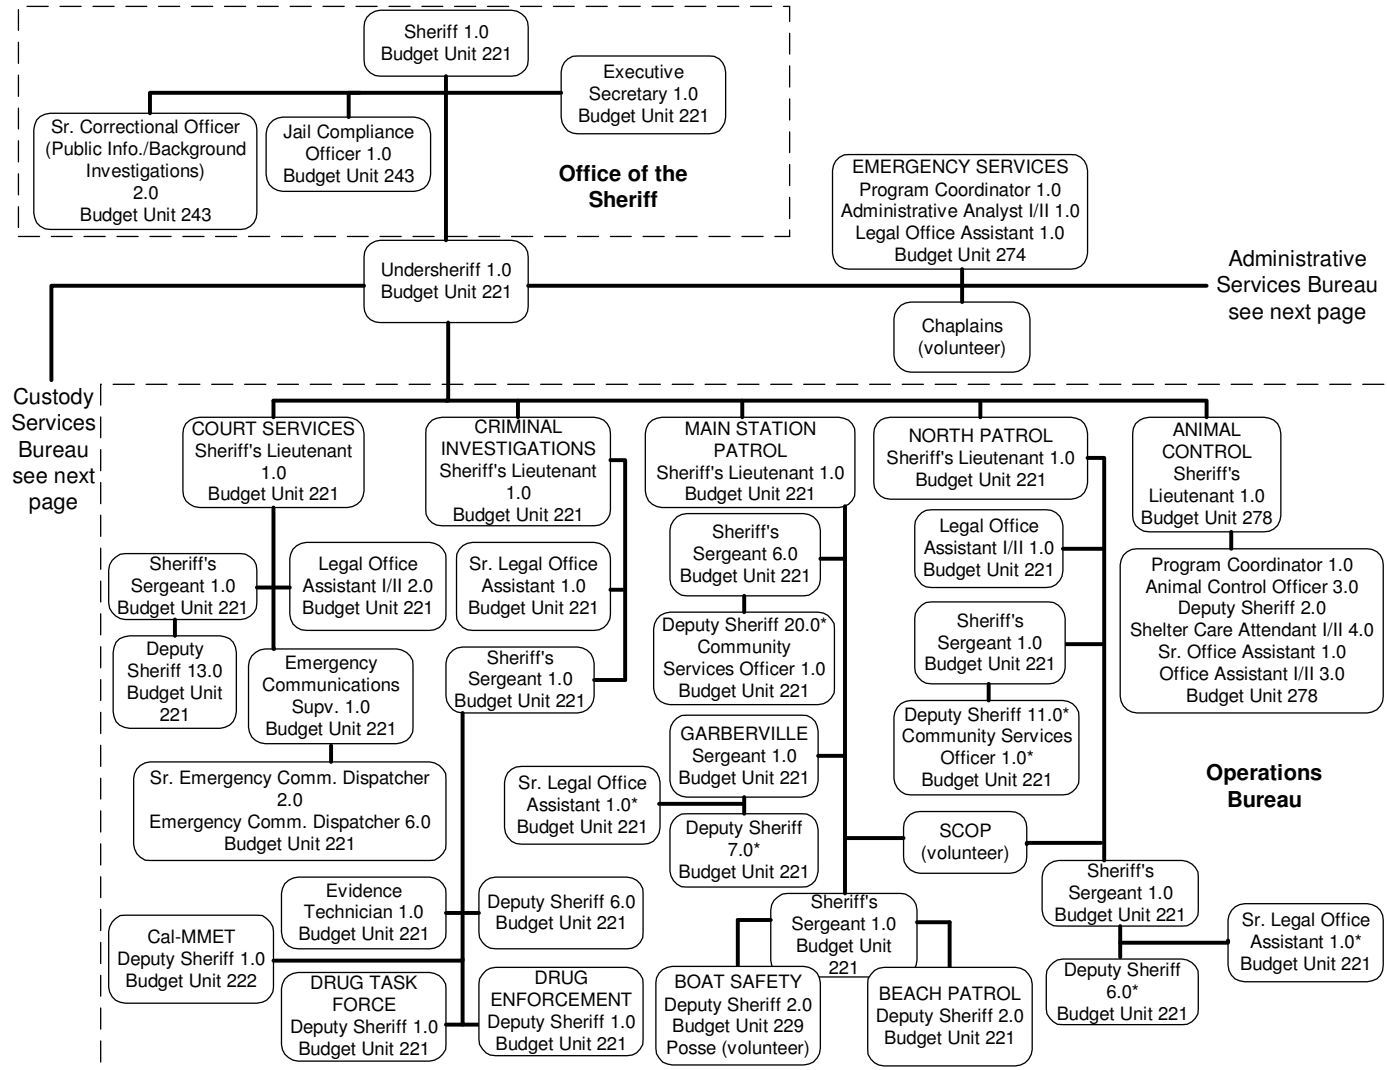 Sheriff 1.0
Budget Unit 221
Executive
Secretary 1.0
Budget Unit 221
Sr. Correctional Officer
(Public Info./Background
Investigations)
2.0
Budget Unit 243
Jail Compliance
Officer 1.0
Budget Unit 243
Office of the
Sheriff
EMERGENCY SERVICES
Program Coordinator 1.0
Administrative Analyst I/II 1.0
Legal Office Assistant 1.0
Budget Unit 274
Undersheriff 1.0
Budget Unit 221
Administrative
Services Bureau
see next page
Chaplains
(volunteer)
Custody
Services
Bureau
see next
page
COURT SERVICES
Sheriff's Lieutenant
1.0
Budget Unit 221
CRIMINAL
INVESTIGATIONS
Sheriff's Lieutenant
1.0
Budget Unit 221
MAIN STATION
PATROL
Sheriff's Lieutenant 1.0
Budget Unit 221
NORTH PATROL
Sheriff's Lieutenant 1.0
Budget Unit 221
ANIMAL
CONTROL
Sheriff's
Lieutenant 1.0
Budget Unit 278
Sheriff's
Sergeant 1.0
Budget Unit 221
Legal Office
Assistant I/II 2.0
Budget Unit 221
Sr. Legal Office
Assistant 1.0
Budget Unit 221
Sheriff's
Sergeant 6.0
Budget Unit 221
Legal Office
Assistant I/II 1.0
Budget Unit 221
Program Coordinator 1.0
Animal Control Officer 3.0
Deputy Sheriff 2.0
Shelter Care Attendant I/II 4.0
Sr. Office Assistant 1.0
Office Assistant I/II 3.0
Budget Unit 278
Deputy
Sheriff 13.0
Budget Unit
221
Emergency
Communications
Supv. 1.0
Budget Unit 221
Sheriff's
Sergeant 1.0
Budget Unit 221
Deputy Sheriff 20.0*
Community
Services Officer 1.0
Budget Unit 221
Sheriff's
Sergeant 1.0
Budget Unit 221
Sr. Emergency Comm. Dispatcher
2.0
Emergency Comm. Dispatcher 6.0
Budget Unit 221
GARBERVILLE
Sergeant 1.0
Budget Unit 221
Deputy Sheriff 11.0*
Community Services
Officer 1.0*
Budget Unit 221
Sr. Legal Office
Assistant 1.0*
Budget Unit 221
Deputy Sheriff
7.0*
Budget Unit 221
SCOP
(volunteer)
Operations
Bureau
Evidence
Technician 1.0
Budget Unit 221
Deputy Sheriff 6.0
Budget Unit 221
Sheriff's
Sergeant 1.0
Budget Unit
221
Sheriff's
Sergeant 1.0
Budget Unit 221
Cal-MMET
Deputy Sheriff 1.0
Budget Unit 222
Sr. Legal Office
Assistant 1.0*
Budget Unit 221
DRUG TASK
FORCE
Deputy Sheriff 1.0
Budget Unit 221
DRUG
ENFORCEMENT
Deputy Sheriff 1.0
Budget Unit 221
BOAT SAFETY
Deputy Sheriff 2.0
Budget Unit 229
Posse (volunteer)
BEACH PATROL
Deputy Sheriff 2.0
Budget Unit 221
Deputy Sheriff
6.0*
Budget Unit 221